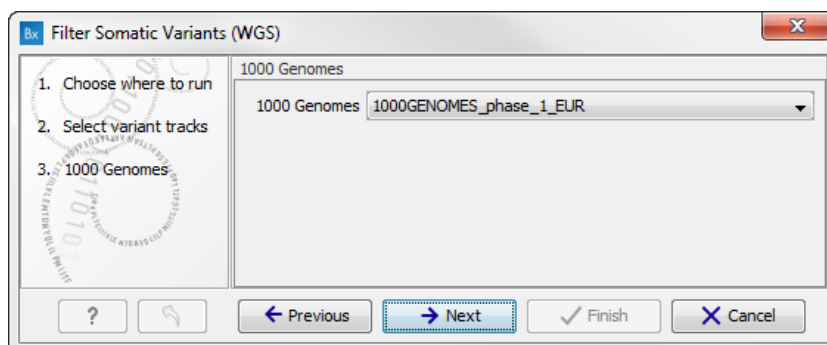 Bx Filter Somatic Variants (WGS)
1. Choose where to run
2. Select variant tracks
3. 1000 Genomes
1000 Genomes
1000 Genomes 1000GENOMES_phase_1_EUR
? Previous Next Finish Cancel